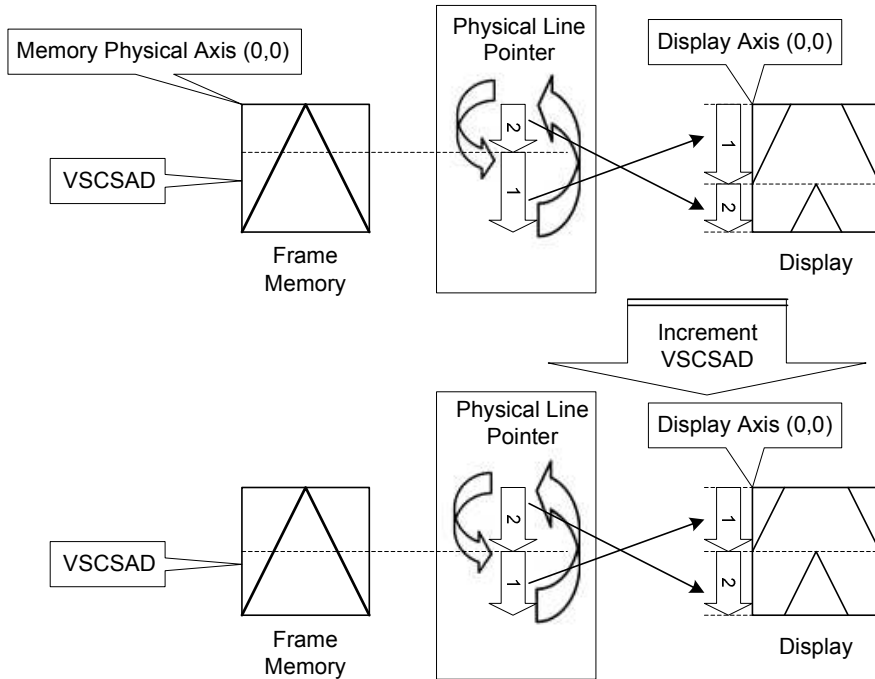 Memory Physical Axis (0,0)
Physical Line
Pointer
Display Axis (0,0)
VSCSAD
2
1
1
2
Frame
Memory
Display
Increment
VSCSAD
Physical Line
Pointer
Display Axis (0,0)
VSCSAD
2
1
1
2
Frame
Memory
Display